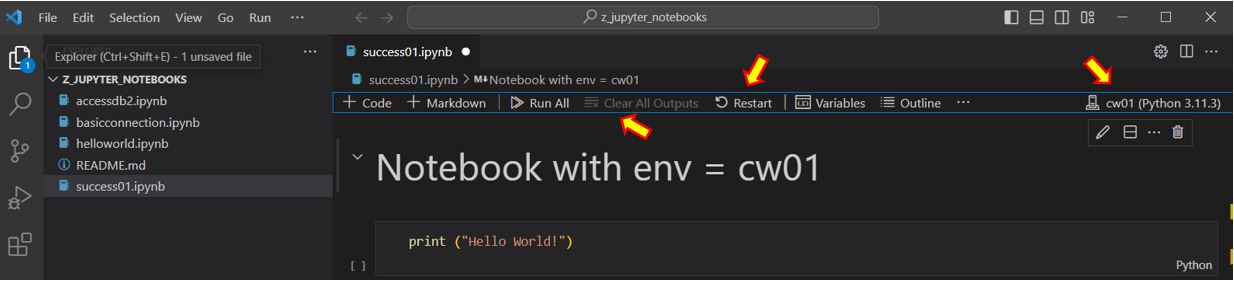 File Edit Selection View Go Run ··· z_jupyter_notebooks
EXPLORER ···
Explorer (Ctrl+Shift+E) - 1 unsaved file
1
Z_JUPYTER_NOTEBOOKS
accessdb2.ipynb
basicconnection.ipynb
helloworld.ipynb
README.md
success01.ipynb
success01.ipynb
success01.ipynb > M↓Notebook with env = cw01
+ Code + Markdown Run All Clear All Outputs Restart Variables Outline ··· cw01 (Python 3.11.3)
Notebook with env = cw01
print ("Hello World!")
[ ] Python